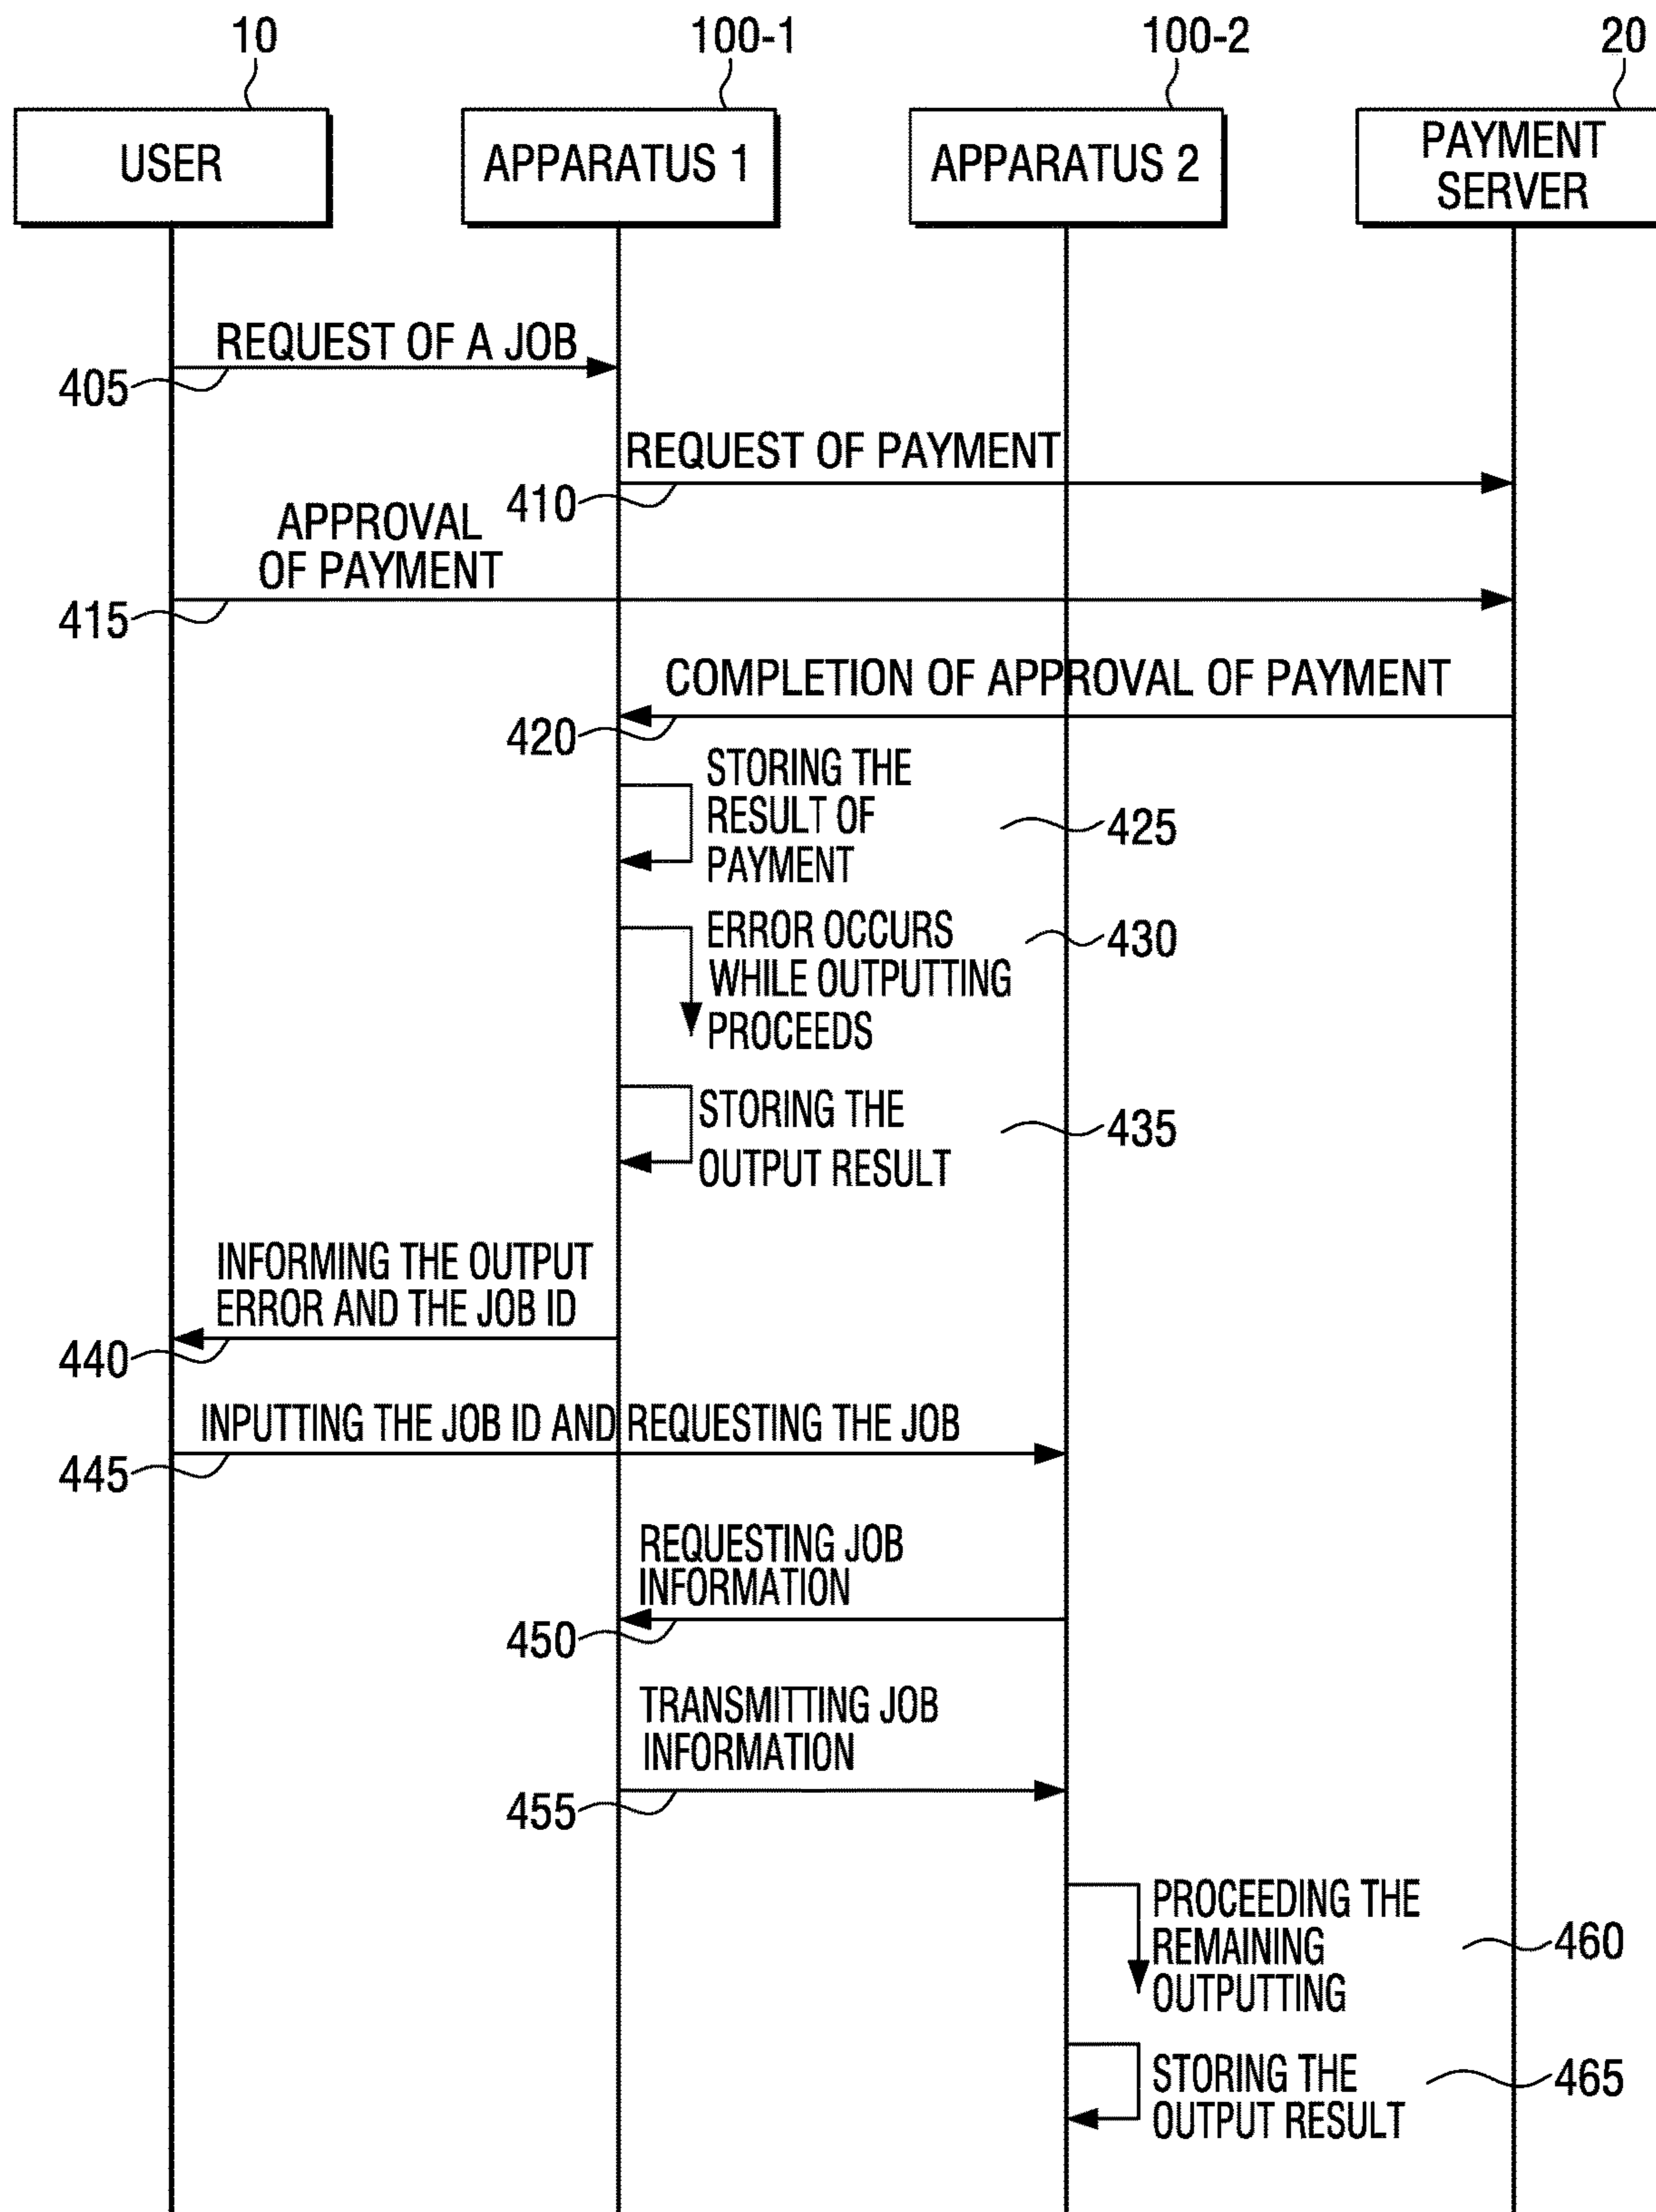 10
100-1
100-2
20
USER
APPARATUS 1
APPARATUS 2
PAYMENT
SERVER
REQUEST OF A JOB
405
REQUEST OF PAYMENT
410
APPROVAL
OF PAYMENT
415
COMPLETION OF APPROVAL OF PAYMENT
420
STORING THE
RESULT OF
PAYMENT
425
ERROR OCCURS
WHILE OUTPUTTING
PROCEEDS
430
STORING THE
OUTPUT RESULT
435
INFORMING THE OUTPUT
ERROR AND THE JOB ID
440
INPUTTING THE JOB ID AND REQUESTING THE JOB
445
REQUESTING JOB
INFORMATION
450
TRANSMITTING JOB
INFORMATION
455
PROCEEDING THE
REMAINING
OUTPUTTING
460
STORING THE
OUTPUT RESULT
465